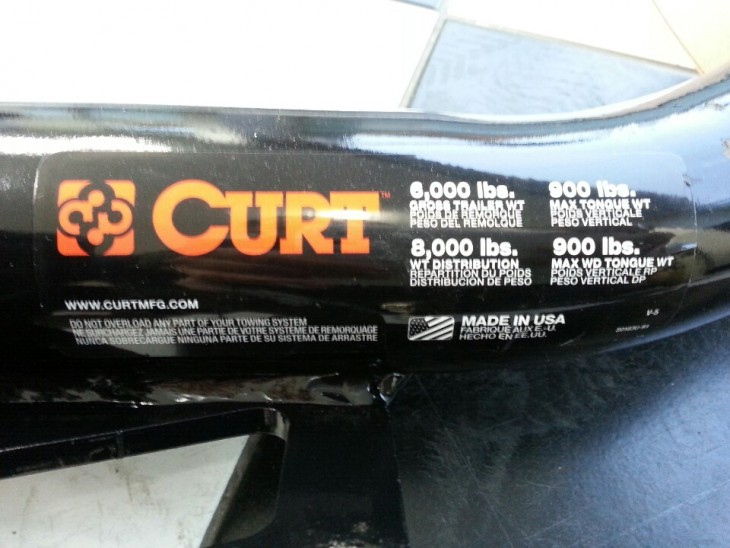 CURT™
WWW.CURTMFG.COM
DO NOT OVERLOAD ANY PART OF YOUR TOWING SYSTEM
NE SURCHARGEZ JAMAIS UNE PARTIE DE VOTRE SYSTÈME DE REMORQUAGE
NUNCA SOBRECARGUE NINGUNA PARTE DE SU SISTEMA DE ARRASTRE
6,000 lbs.
GROSS TRAILER WT
POIDS DE REMORQUE
PESO DEL REMOLQUE
900 lbs.
MAX TONGUE WT
POIDS VERTICALE
PESO VERTICAL
8,000 lbs.
WT DISTRIBUTION
REPARTITION DU POIDS
DISTRIBUCION DE PESO
900 lbs.
MAX WD TONGUE WT
POIDS VERTICALE RP
PESO VERTICAL DP
MADE IN USA
FABRIQUE AUX E.-U.
HECHO EN EE.UU.
V-5